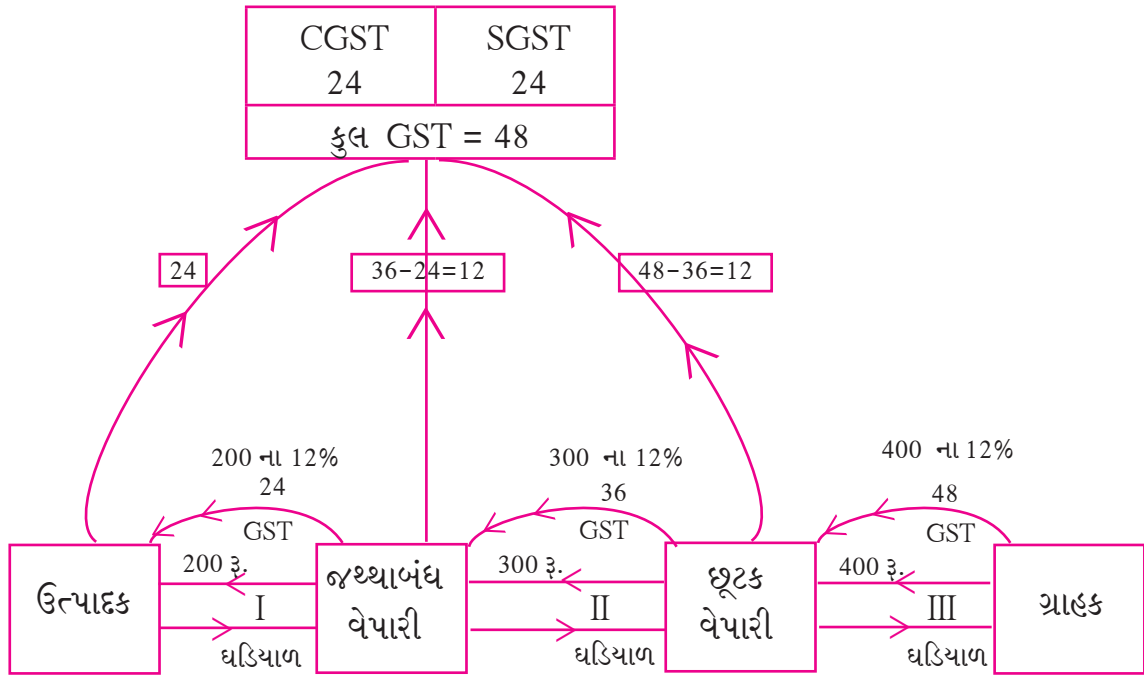 CGST SGST
24 24
કુલ GST = 48
24 36-24=12 48-36=12
200 ના 12% 300 ના 12% 400 ના 12%
24 36 48
GST GST GST
200 રૂ. 300 રૂ. 400 રૂ.
ઉત્પાદક જથ્થાબંધ વેપારી છૂટક વેપારી ગ્રાહક
I II III
ઘડિયાળ ઘડિયાળ ઘડિયાળ